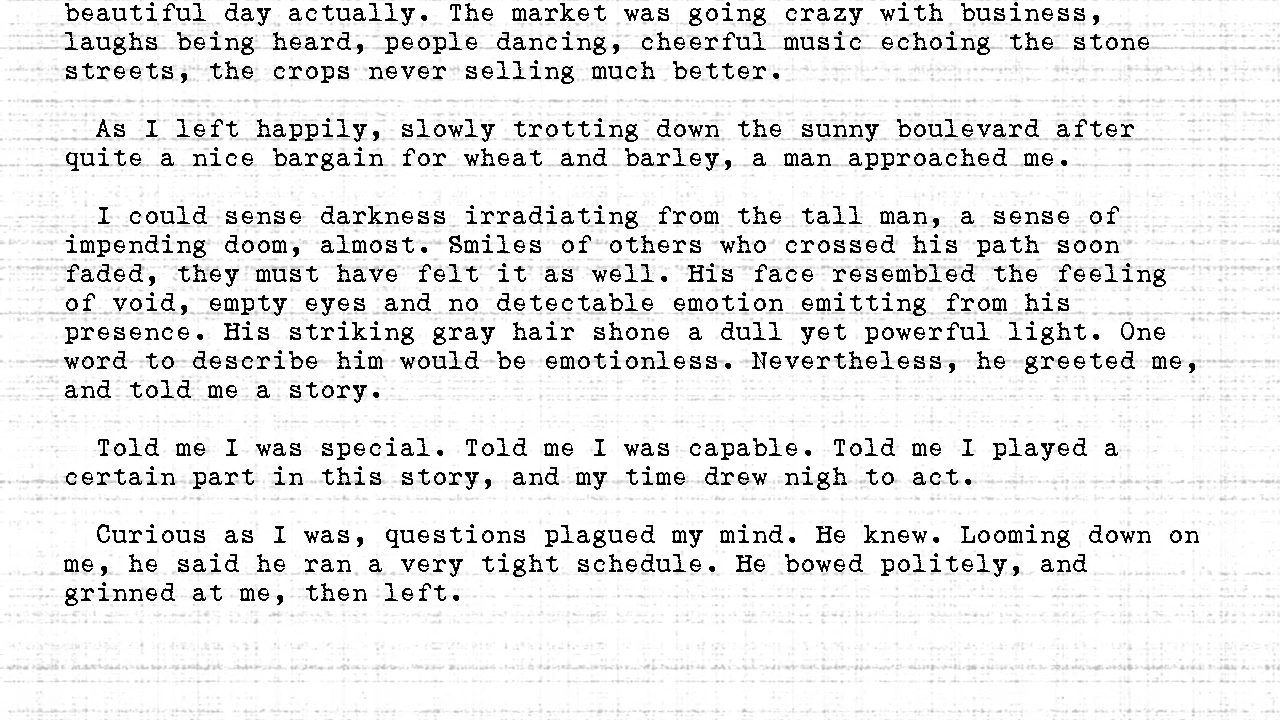 beautiful day actually. The market was going crazy with business,
laughs being heard, people dancing, cheerful music echoing the stone
streets, the crops never selling much better.
As I left happily, slowly trotting down the sunny boulevard after
quite a nice bargain for wheat and barley, a man approached me.
I could sense darkness irradiating from the tall man, a sense of
impending doom, almost. Smiles of others who crossed his path soon
faded, they must have felt it as well. His face resembled the feeling
of void, empty eyes and no detectable emotion emitting from his
presence. His striking gray hair shone a dull yet powerful light. One
word to describe him would be emotionless. Nevertheless, he greeted me,
and told me a story.
Told me I was special. Told me I was capable. Told me I played a
certain part in this story, and my time drew nigh to act.
Curious as I was, questions plagued my mind. He knew. Looming down on
me, he said he ran a very tight schedule. He bowed politely, and
grinned at me, then left.